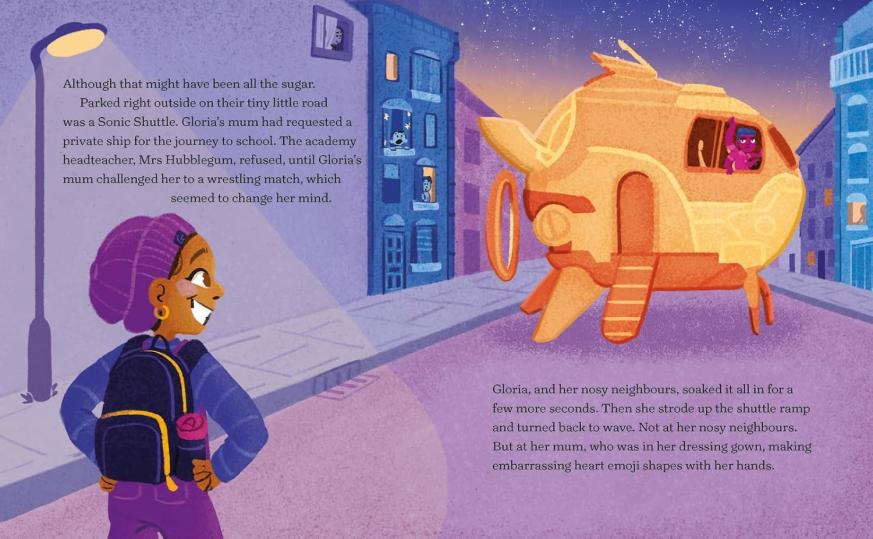 Although that might have been all the sugar.
Parked right outside on their tiny little road
was a Sonic Shuttle. Gloria's mum had requested a
private ship for the journey to school. The academy
headteacher, Mrs Hubblegum, refused, until Gloria's
mum challenged her to a wrestling match, which
seemed to change her mind.
Gloria, and her nosy neighbours, soaked it all in for a
few more seconds. Then she strode up the shuttle ramp
and turned back to wave. Not at her nosy neighbours.
But at her mum, who was in her dressing gown, making
embarrassing heart emoji shapes with her hands.